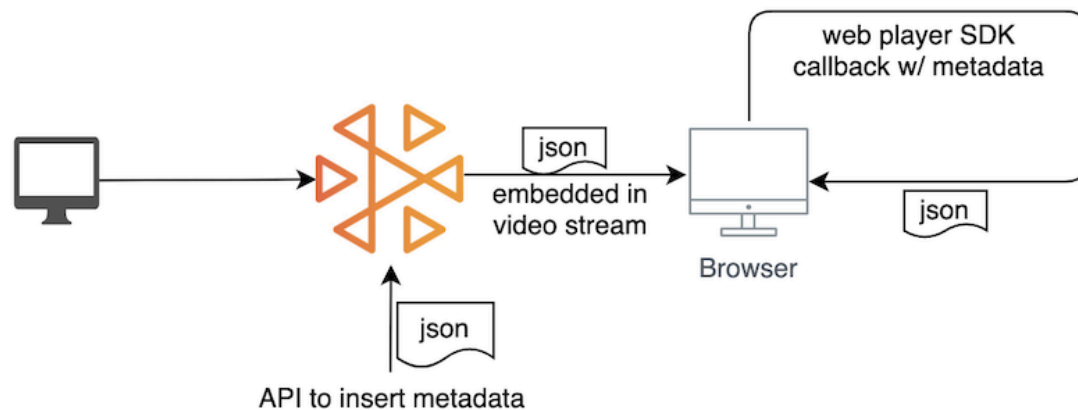 web player SDK
callback w/ metadata
json
embedded in
video stream
json
Browser
json
API to insert metadata